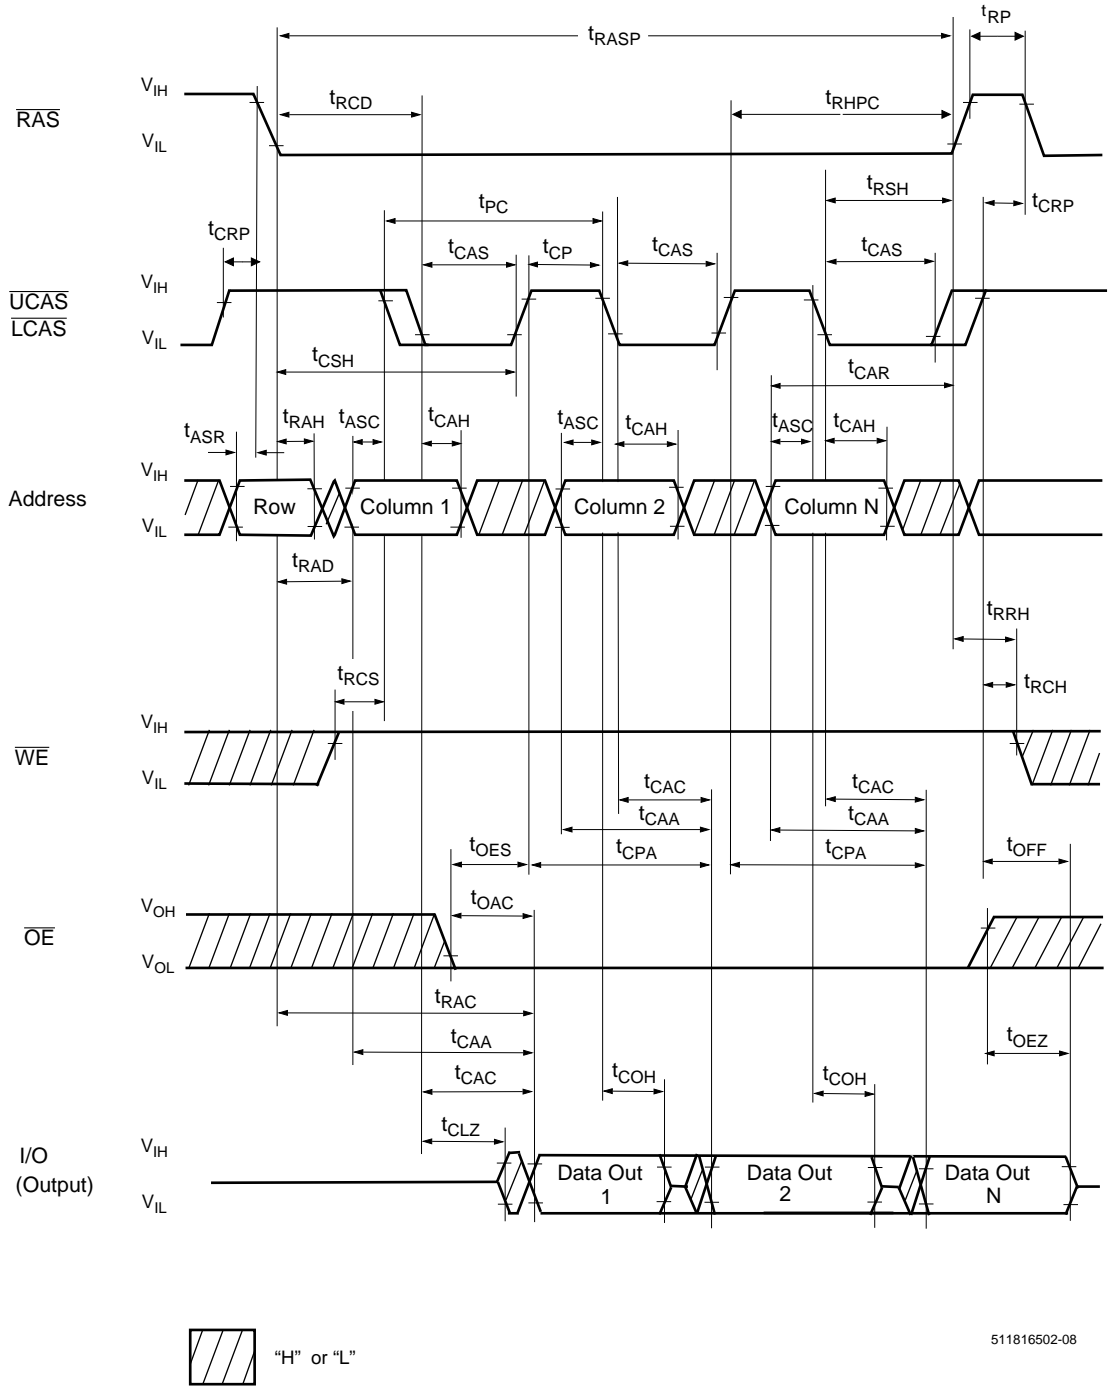 tRP
tRASP
VIH
tRCD
tRHPC
RAS
VIL
tRSH
tPC
tCRP
tCRP
tCAS
tCP
tCAS
tCAS
VIH
UCAS
LCAS
VIL
tCSH
tCAR
tRAH
tASC
tCAH
tASC
tCAH
tASC
tCAH
tASR
VIH
Address
Row
Column 1
Column 2
Column N
VIL
tRAD
tRRH
tRCS
tRCH
VIH
WE
VIL
tCAC
tCAC
tCAA
tCAA
tOES
tCPA
tCPA
tOFF
tOAC
VOH
OE
VOL
tRAC
tOEZ
tCAA
tCAC
tCOH
tCOH
tCLZ
VIH
I/O
(Output)
Data Out
1
Data Out
2
Data Out
N
VIL
"H" or "L"
511816502-08